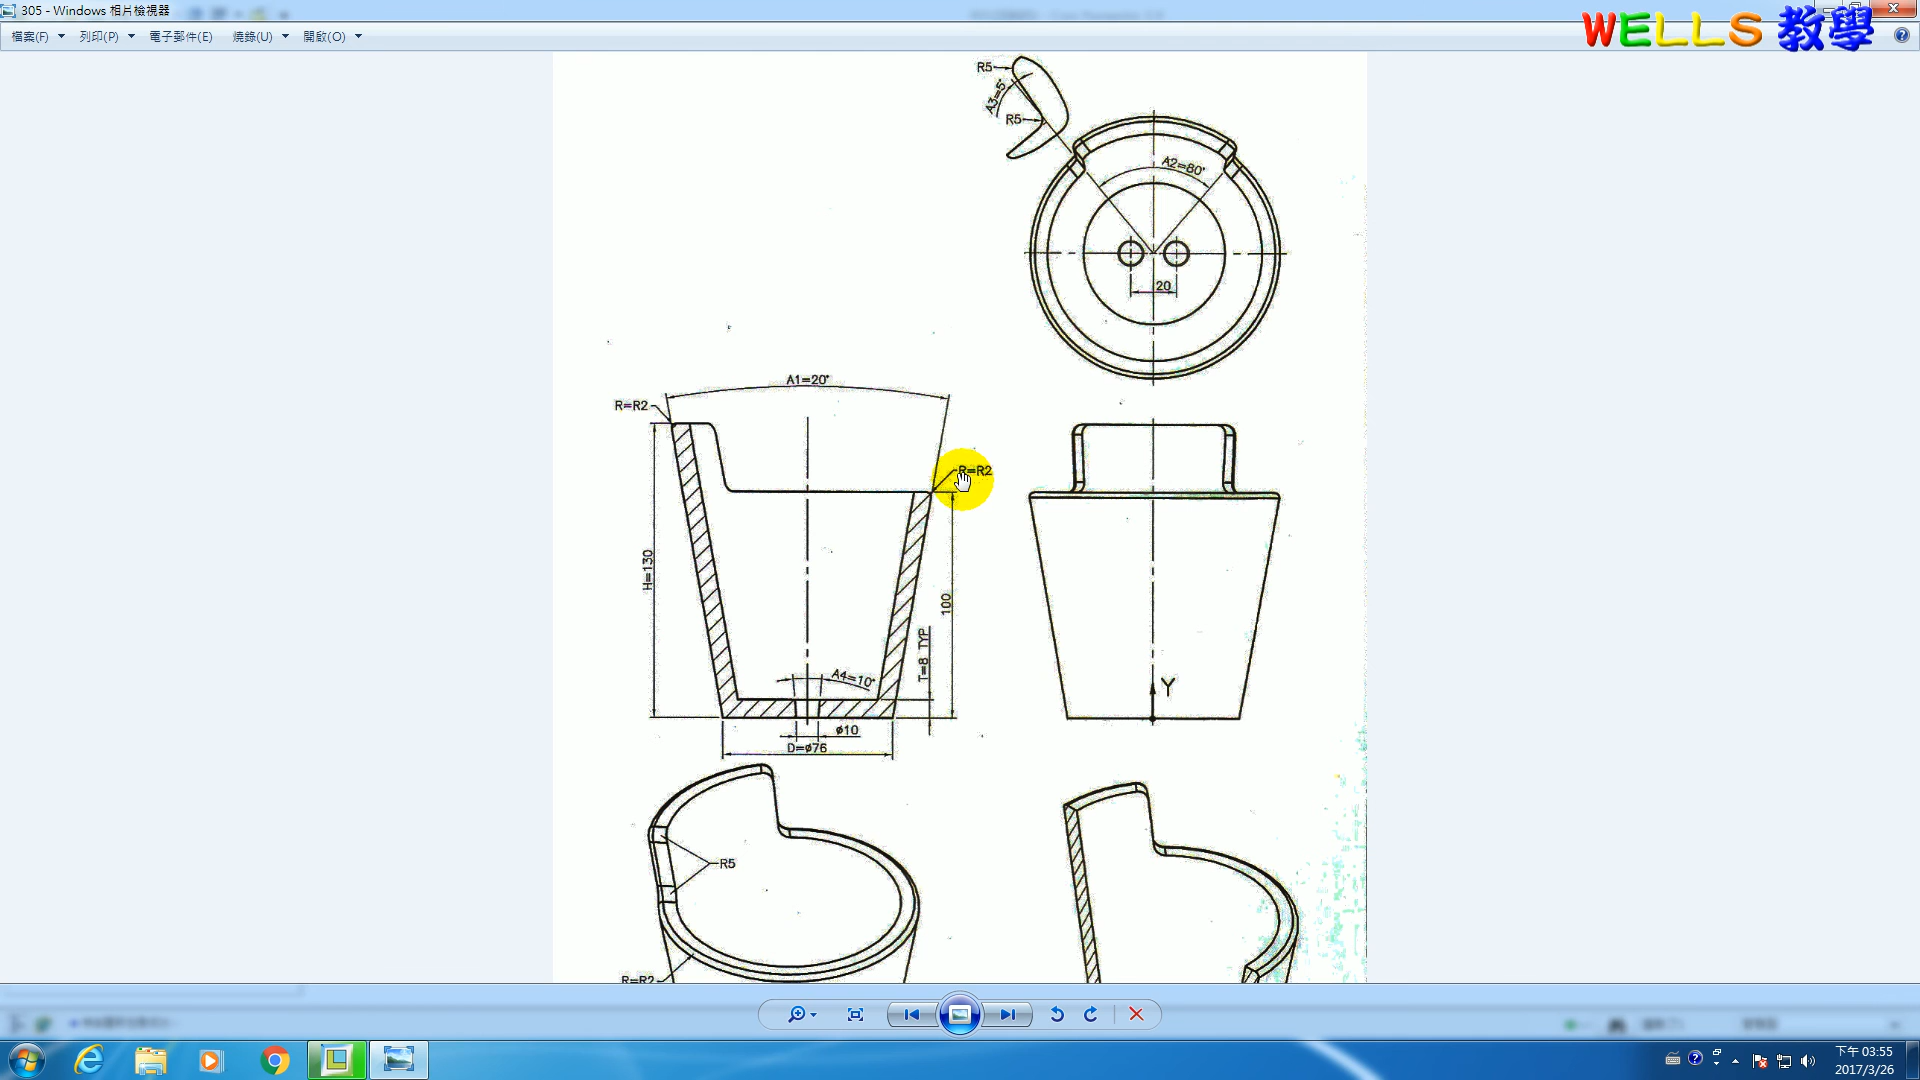 305 - Windows 相片檢視器
檔案(F) 列印(P) 電子郵件(E) 燒錄(U) 開啟(O)
WELLS 教學
R5
A3=5°
R5
A2=80°
20
A1=20°
R=R2
R=R2
H=130
100
T=8 TYP
A4=10°
ø10
D=ø76
Y
R5
R=R2
下午 03:55
2017/3/26